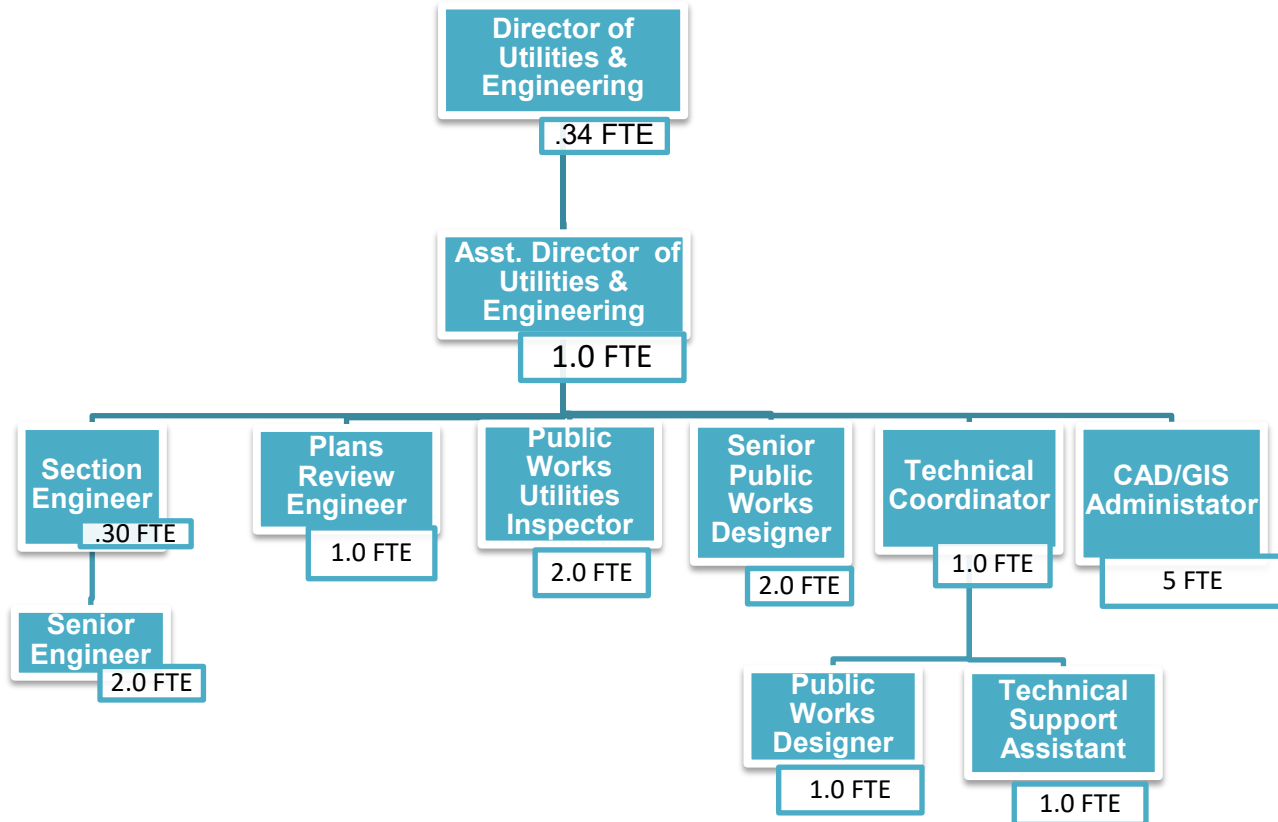 Director of
Utilities &
Engineering
.34 FTE
Asst. Director of
Utilities &
Engineering
1.0 FTE
Section
Engineer
.30 FTE
Plans
Review
Engineer
1.0 FTE
Public
Works
Utilities
Inspector
2.0 FTE
Senior
Public
Works
Designer
2.0 FTE
Technical
Coordinator
1.0 FTE
CAD/GIS
Administator
5 FTE
Senior
Engineer
2.0 FTE
Public
Works
Designer
1.0 FTE
Technical
Support
Assistant
1.0 FTE